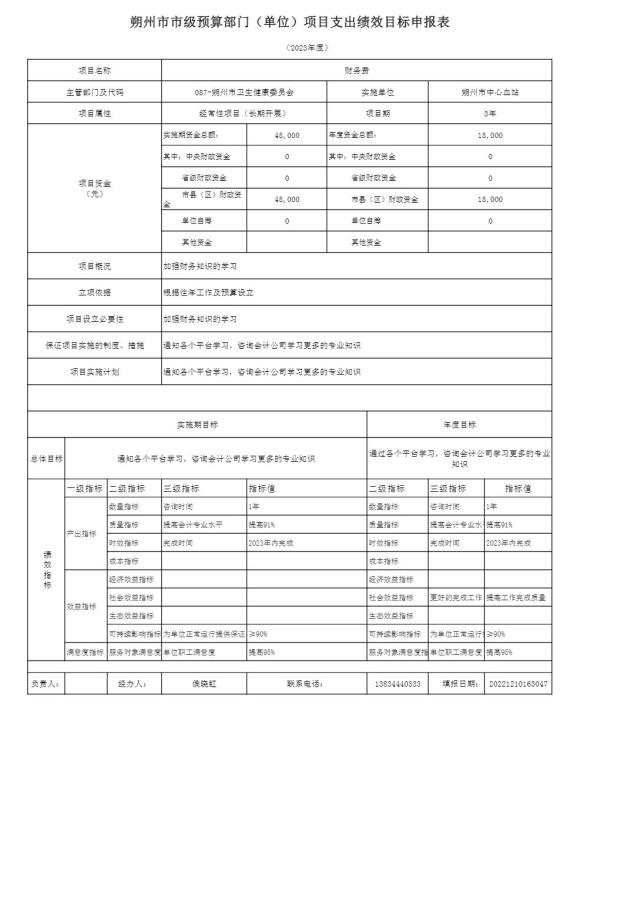 朔州市市级预算部门（单位）项目支出绩效目标申报表
（2023年度）
项目名称 财务费
主管部门及代码 087-朔州市卫生健康委员会 实施单位 朔州市中心血站
项目属性 经常性项目（长期开展） 项目期 3年
项目资金（元） 实施期资金总额： 45,000 年度资金总额： 15,000
其中：中央财政资金 0 其中：中央财政资金 0
省级财政资金 0 省级财政资金 0
市县（区）财政资金 45,000 市县（区）财政资金 15,000
单位自筹 0 单位自筹 0
其他资金 其他资金
项目概况 加强财务知识的学习
立项依据 根据往年工作及预算设立
项目设立必要性 加强财务知识的学习
保证项目实施的制度、措施 通知各个平台学习，咨询会计公司学习更多的专业知识
项目实施计划 通知各个平台学习，咨询会计公司学习更多的专业知识
实施期目标 年度目标
总体目标 通知各个平台学习，咨询会计公司学习更多的专业知识 通过各个平台学习，咨询会计公司学习更多的专业知识
绩效指标 一级指标 二级指标 三级指标 指标值 二级指标 三级指标 指标值
产出指标 数量指标 咨询时间 1年 数量指标 咨询时间 1年
质量指标 提高会计专业水平 提高91% 质量指标 提高会计专业水 提高91%
时效指标 完成时间 2023年内完成 时效指标 完成时间 2023年内完成
成本指标 成本指标
效益指标 经济效益指标 经济效益指标
社会效益指标 社会效益指标 更好的完成工作 提高工作完成质量
生态效益指标 生态效益指标
可持续影响指标 为单位正常运行提供保证 ≥90% 可持续影响指标 为单位正常运行 ≥90%
满意度指标 服务对象满意度 单位职工满意度 提高95% 服务对象满意度指 单位职工满意度 提高95%
负责人： 经办人： 侯晓虹 联系电话： 13834440333 填报日期： 20221210163047